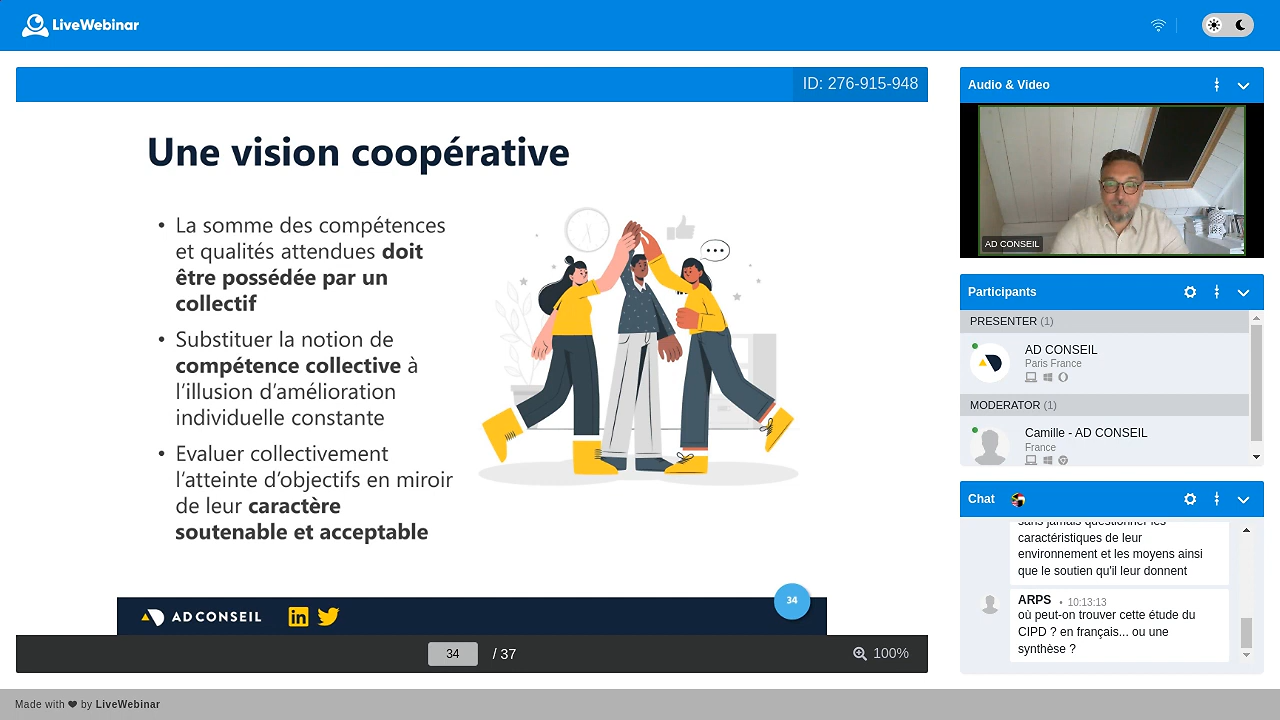 LiveWebinar
ID: 276-915-948
Une vision coopérative
• La somme des compétences
et qualités attendues doit
être possédée par un
collectif
• Substituer la notion de
compétence collective à
l'illusion d'amélioration
individuelle constante
• Evaluer collectivement
l'atteinte d'objectifs en miroir
de leur caractère
soutenable et acceptable
AD CONSEIL
34
34 / 37
100%
Audio & Video
AD CONSEIL
Participants
PRESENTER (1)
AD CONSEIL
Paris France
MODERATOR (1)
Camille - AD CONSEIL
France
Chat
sans jamais questionner les
caractéristiques de leur
environnement et les moyens ainsi
que le soutien qu'il leur donnent
ARPS • 10:13:13
où peut-on trouver cette étude du
CIPD ? en français... ou une
synthèse ?
Made with ❤ by LiveWebinar